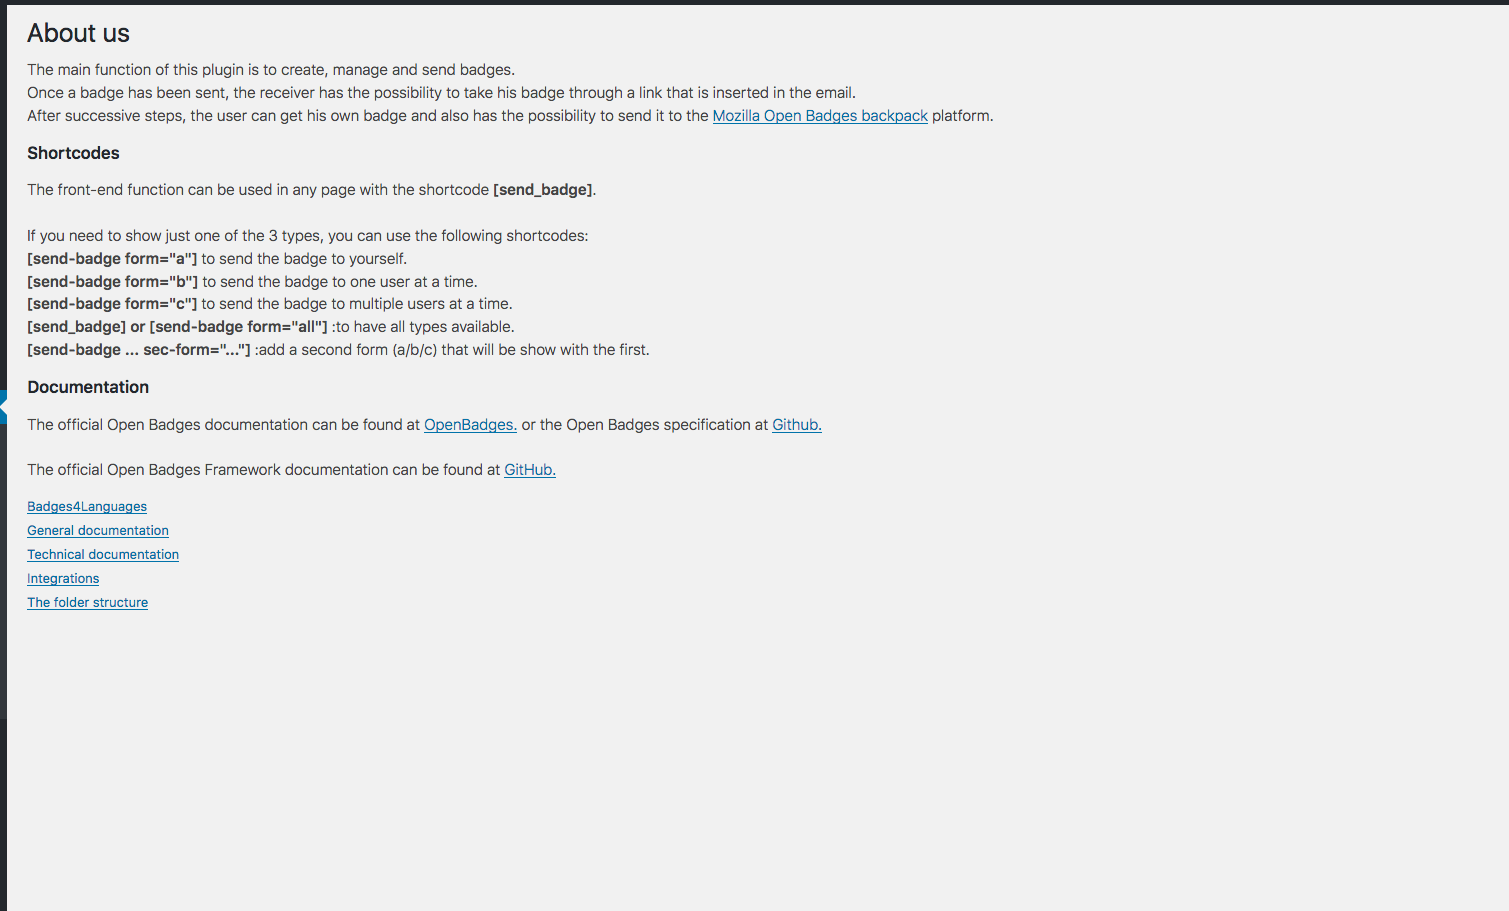 About us
The main function of this plugin is to create, manage and send badges.
Once a badge has been sent, the receiver has the possibility to take his badge through a link that is inserted in the email.
After successive steps, the user can get his own badge and also has the possibility to send it to the Mozilla Open Badges backpack platform.
Shortcodes
The front-end function can be used in any page with the shortcode [send_badge].
If you need to show just one of the 3 types, you can use the following shortcodes:
[send-badge form="a"] to send the badge to yourself.
[send-badge form="b"] to send the badge to one user at a time.
[send-badge form="c"] to send the badge to multiple users at a time.
[send_badge] or [send-badge form="all"] :to have all types available.
[send-badge ... sec-form="..."] :add a second form (a/b/c) that will be show with the first.
Documentation
The official Open Badges documentation can be found at OpenBadges. or the Open Badges specification at Github.
The official Open Badges Framework documentation can be found at GitHub.
Badges4Languages
General documentation
Technical documentation
Integrations
The folder structure